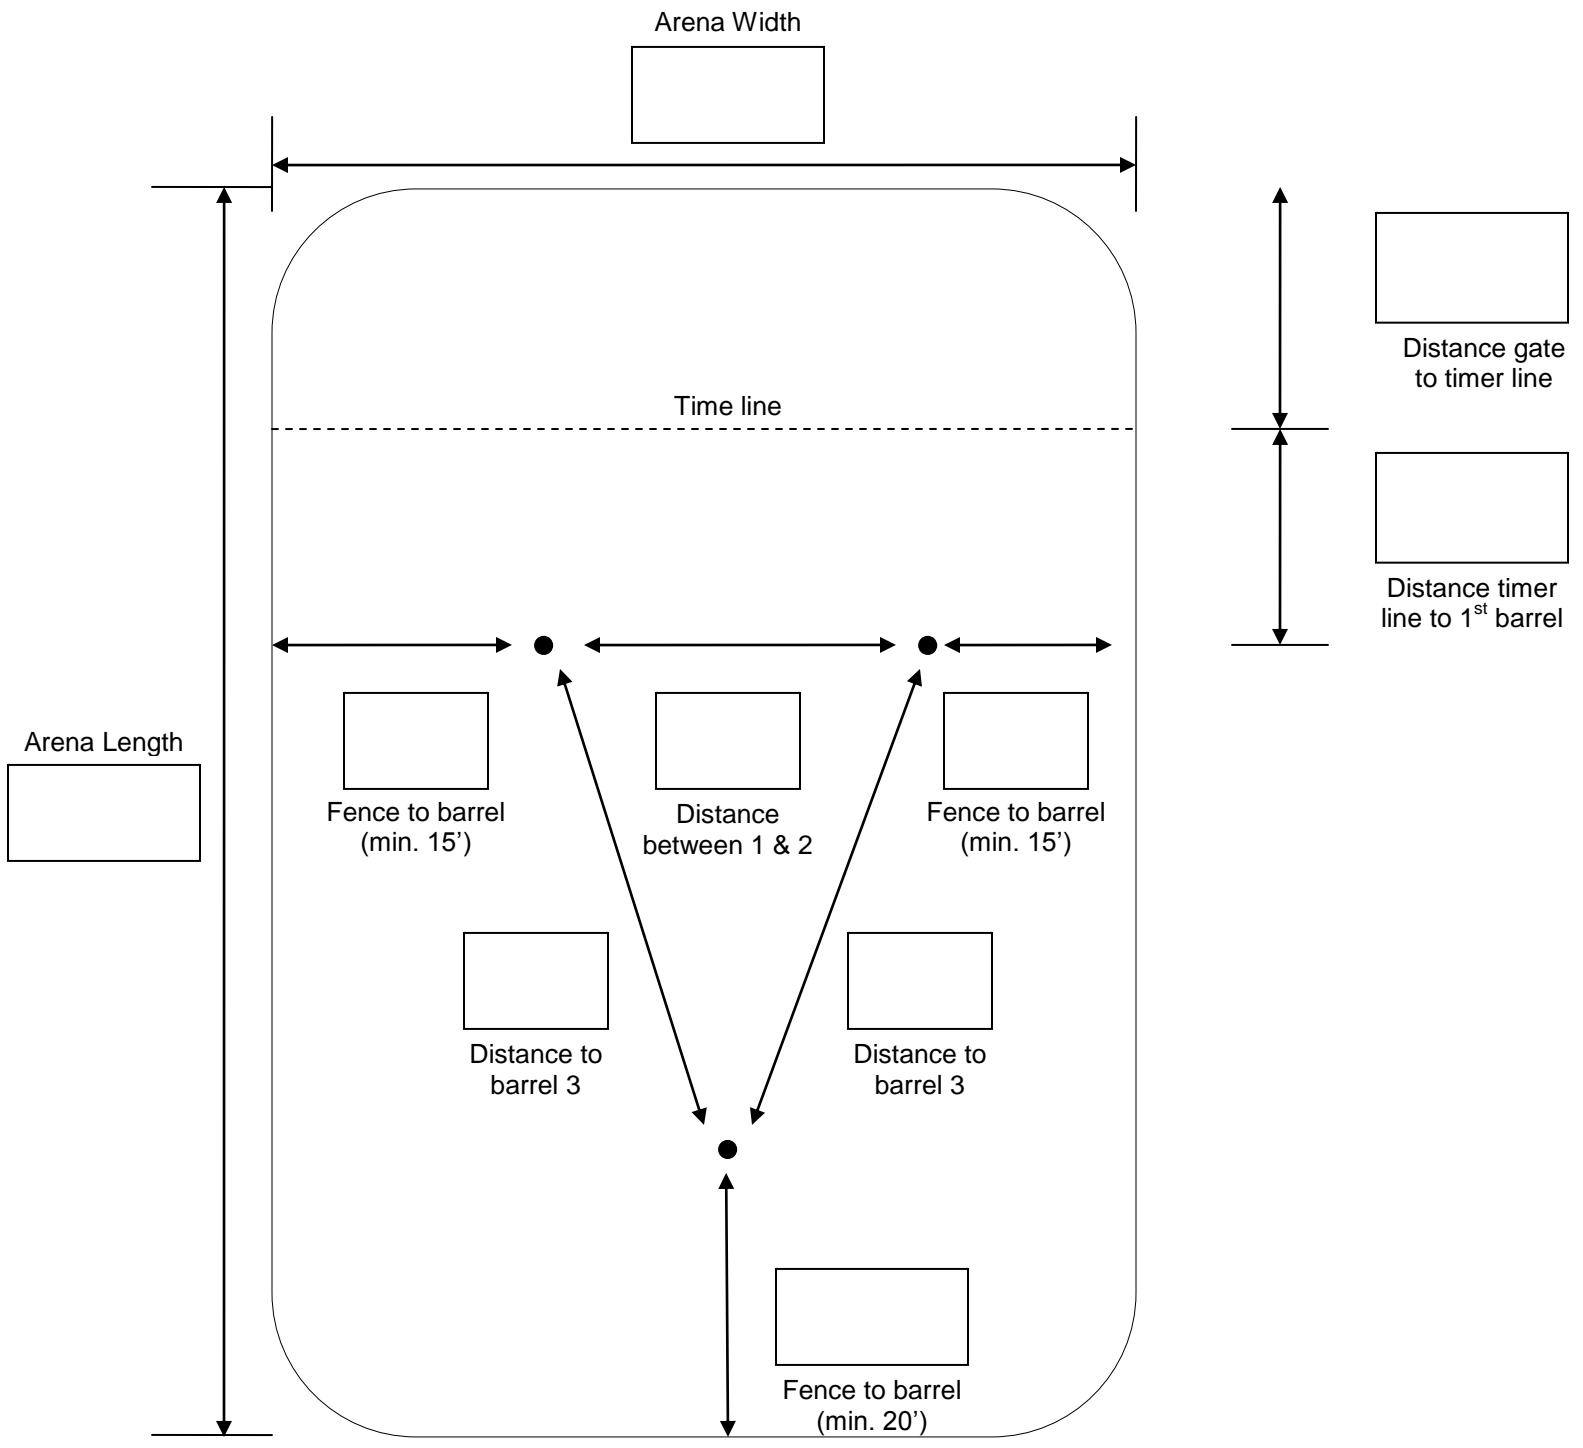 Arena Width
Distance gate
to timer line
Time line
Distance timer
line to 1st barrel
Arena Length
Fence to barrel
(min. 15’)
Distance
between 1 & 2
Fence to barrel
(min. 15’)
Distance to
barrel 3
Distance to
barrel 3
Fence to barrel
(min. 20’)